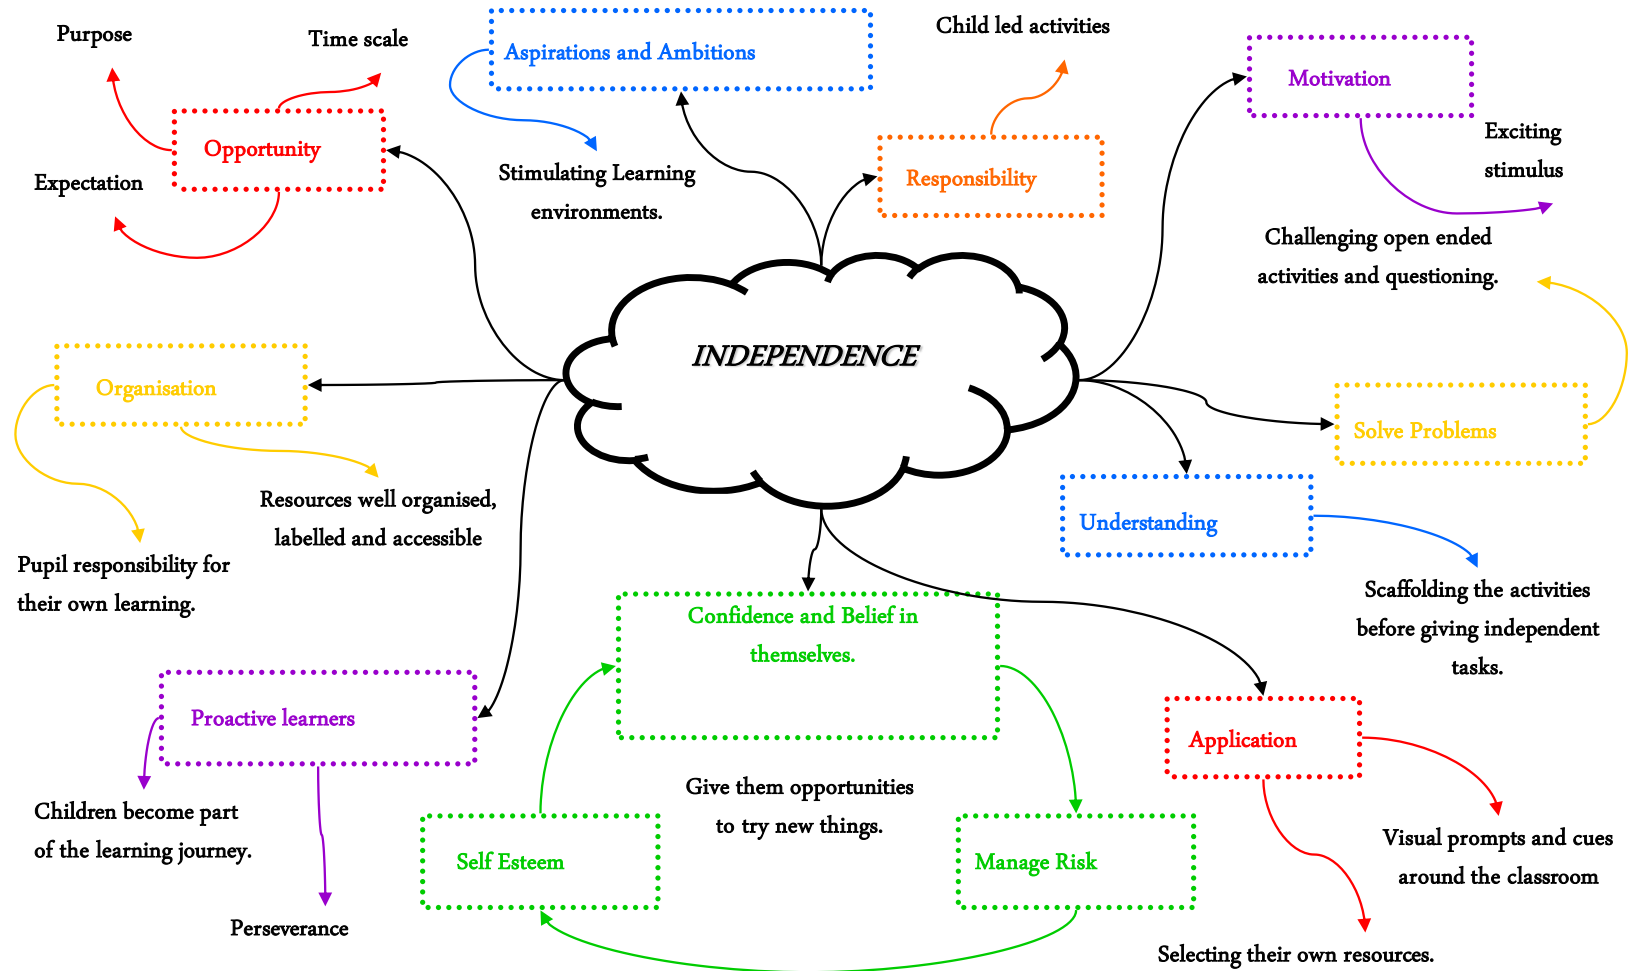 Purpose
Time scale
Opportunity
Expectation
Aspirations and Ambitions
Stimulating Learning
environments.
Child led activities
Responsibility
Motivation
Exciting
stimulus
Challenging open ended
activities and questioning.
INDEPENDENCE
Organisation
Resources well organised,
labelled and accessible
Pupil responsibility for
their own learning.
Solve Problems
Understanding
Scaffolding the activities
before giving independent
tasks.
Confidence and Belief in
themselves.
Proactive learners
Children become part
of the learning journey.
Perseverance
Give them opportunities
to try new things.
Self Esteem
Manage Risk
Application
Visual prompts and cues
around the classroom
Selecting their own resources.